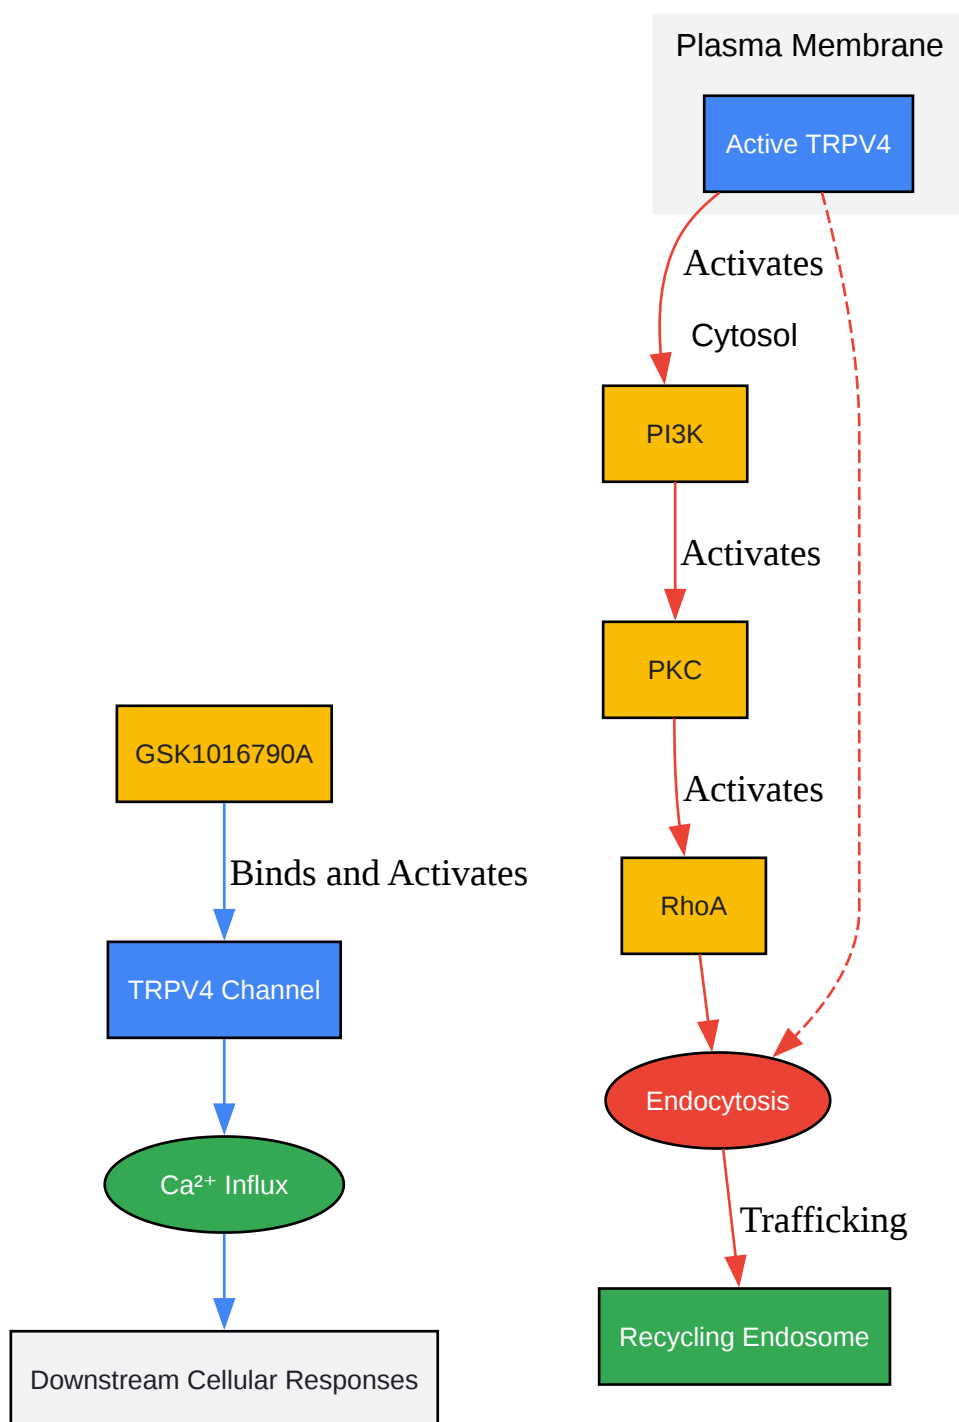 Plasma Membrane
Active TRPV4
Activates
Cytosol
PI3K
Activates
PKC
Activates
RhoA
Endocytosis
Trafficking
Recycling Endosome
GSK1016790A
Binds and Activates
TRPV4 Channel
Ca²⁺ Influx
Downstream Cellular Responses